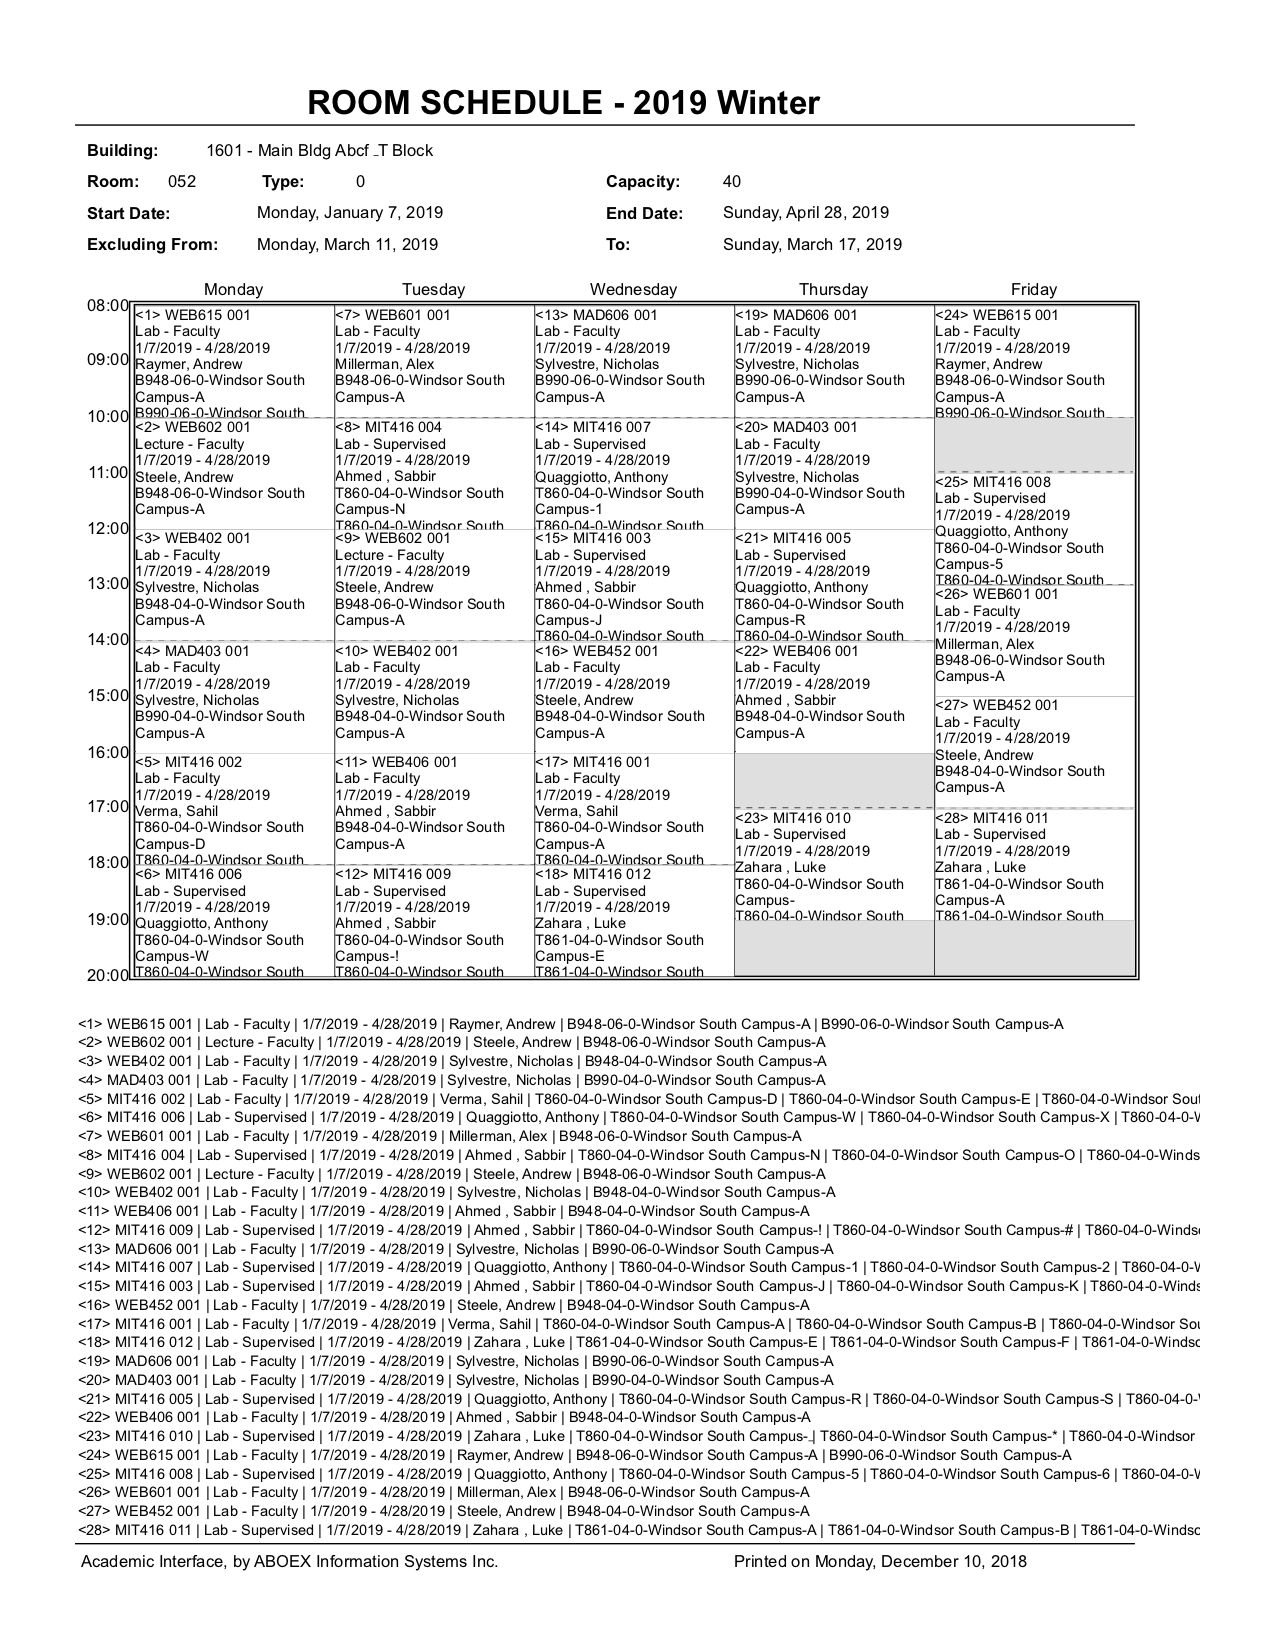 ROOM SCHEDULE - 2019 Winter
Building: 1601 - Main Bldg Abcf _T Block
Room: 052 Type: 0 Capacity: 40
Start Date: Monday, January 7, 2019 End Date: Sunday, April 28, 2019
Excluding From: Monday, March 11, 2019 To: Sunday, March 17, 2019
Monday Tuesday Wednesday Thursday Friday
08:00
09:00
10:00
11:00
12:00
13:00
14:00
15:00
16:00
17:00
18:00
19:00
20:00
<1> WEB615 001
Lab - Faculty
1/7/2019 - 4/28/2019
Raymer, Andrew
B948-06-0-Windsor South
Campus-A
B990-06-0-Windsor South
<2> WEB602 001
Lecture - Faculty
1/7/2019 - 4/28/2019
Steele, Andrew
B948-06-0-Windsor South
Campus-A
<3> WEB402 001
Lab - Faculty
1/7/2019 - 4/28/2019
Sylvestre, Nicholas
B948-04-0-Windsor South
Campus-A
<4> MAD403 001
Lab - Faculty
1/7/2019 - 4/28/2019
Sylvestre, Nicholas
B990-04-0-Windsor South
Campus-A
<5> MIT416 002
Lab - Faculty
1/7/2019 - 4/28/2019
Verma, Sahil
T860-04-0-Windsor South
Campus-D
T860-04-0-Windsor South
<6> MIT416 006
Lab - Supervised
1/7/2019 - 4/28/2019
Quaggiotto, Anthony
T860-04-0-Windsor South
Campus-W
T860-04-0-Windsor South
<7> WEB601 001
Lab - Faculty
1/7/2019 - 4/28/2019
Millerman, Alex
B948-06-0-Windsor South
Campus-A
<8> MIT416 004
Lab - Supervised
1/7/2019 - 4/28/2019
Ahmed , Sabbir
T860-04-0-Windsor South
Campus-N
T860-04-0-Windsor South
<9> WEB602 001
Lecture - Faculty
1/7/2019 - 4/28/2019
Steele, Andrew
B948-06-0-Windsor South
Campus-A
<10> WEB402 001
Lab - Faculty
1/7/2019 - 4/28/2019
Sylvestre, Nicholas
B948-04-0-Windsor South
Campus-A
<11> WEB406 001
Lab - Faculty
1/7/2019 - 4/28/2019
Ahmed , Sabbir
B948-04-0-Windsor South
Campus-A
<12> MIT416 009
Lab - Supervised
1/7/2019 - 4/28/2019
Ahmed , Sabbir
T860-04-0-Windsor South
Campus-!
T860-04-0-Windsor South
<13> MAD606 001
Lab - Faculty
1/7/2019 - 4/28/2019
Sylvestre, Nicholas
B990-06-0-Windsor South
Campus-A
<14> MIT416 007
Lab - Supervised
1/7/2019 - 4/28/2019
Quaggiotto, Anthony
T860-04-0-Windsor South
Campus-1
T860-04-0-Windsor South
<15> MIT416 003
Lab - Supervised
1/7/2019 - 4/28/2019
Ahmed , Sabbir
T860-04-0-Windsor South
Campus-J
T860-04-0-Windsor South
<16> WEB452 001
Lab - Faculty
1/7/2019 - 4/28/2019
Steele, Andrew
B948-04-0-Windsor South
Campus-A
<17> MIT416 001
Lab - Faculty
1/7/2019 - 4/28/2019
Verma, Sahil
T860-04-0-Windsor South
Campus-A
T860-04-0-Windsor South
<18> MIT416 012
Lab - Supervised
1/7/2019 - 4/28/2019
Zahara , Luke
T861-04-0-Windsor South
Campus-E
T861-04-0-Windsor South
<19> MAD606 001
Lab - Faculty
1/7/2019 - 4/28/2019
Sylvestre, Nicholas
B990-06-0-Windsor South
Campus-A
<20> MAD403 001
Lab - Faculty
1/7/2019 - 4/28/2019
Sylvestre, Nicholas
B990-04-0-Windsor South
Campus-A
<21> MIT416 005
Lab - Supervised
1/7/2019 - 4/28/2019
Quaggiotto, Anthony
T860-04-0-Windsor South
Campus-R
T860-04-0-Windsor South
<22> WEB406 001
Lab - Faculty
1/7/2019 - 4/28/2019
Ahmed , Sabbir
B948-04-0-Windsor South
Campus-A
<23> MIT416 010
Lab - Supervised
1/7/2019 - 4/28/2019
Zahara , Luke
T860-04-0-Windsor South
Campus-
T860-04-0-Windsor South
<24> WEB615 001
Lab - Faculty
1/7/2019 - 4/28/2019
Raymer, Andrew
B948-06-0-Windsor South
Campus-A
B990-06-0-Windsor South
<25> MIT416 008
Lab - Supervised
1/7/2019 - 4/28/2019
Quaggiotto, Anthony
T860-04-0-Windsor South
Campus-5
T860-04-0-Windsor South
<26> WEB601 001
Lab - Faculty
1/7/2019 - 4/28/2019
Millerman, Alex
B948-06-0-Windsor South
Campus-A
<27> WEB452 001
Lab - Faculty
1/7/2019 - 4/28/2019
Steele, Andrew
B948-04-0-Windsor South
Campus-A
<28> MIT416 011
Lab - Supervised
1/7/2019 - 4/28/2019
Zahara , Luke
T861-04-0-Windsor South
Campus-A
T861-04-0-Windsor South
<1> WEB615 001 | Lab - Faculty | 1/7/2019 - 4/28/2019 | Raymer, Andrew | B948-06-0-Windsor South Campus-A | B990-06-0-Windsor South Campus-A
<2> WEB602 001 | Lecture - Faculty | 1/7/2019 - 4/28/2019 | Steele, Andrew | B948-06-0-Windsor South Campus-A
<3> WEB402 001 | Lab - Faculty | 1/7/2019 - 4/28/2019 | Sylvestre, Nicholas | B948-04-0-Windsor South Campus-A
<4> MAD403 001 | Lab - Faculty | 1/7/2019 - 4/28/2019 | Sylvestre, Nicholas | B990-04-0-Windsor South Campus-A
<5> MIT416 002 | Lab - Faculty | 1/7/2019 - 4/28/2019 | Verma, Sahil | T860-04-0-Windsor South Campus-D | T860-04-0-Windsor South Campus-E | T860-04-0-Windsor
<6> MIT416 006 | Lab - Supervised | 1/7/2019 - 4/28/2019 | Quaggiotto, Anthony | T860-04-0-Windsor South Campus-W | T860-04-0-Windsor South Campus-X |
<7> WEB601 001 | Lab - Faculty | 1/7/2019 - 4/28/2019 | Millerman, Alex | B948-06-0-Windsor South Campus-A
<8> MIT416 004 | Lab - Supervised | 1/7/2019 - 4/28/2019 | Ahmed , Sabbir | T860-04-0-Windsor South Campus-N | T860-04-0-Windsor South Campus-O | T860-04-0-Winds
<9> WEB602 001 | Lecture - Faculty | 1/7/2019 - 4/28/2019 | Steele, Andrew | B948-06-0-Windsor South Campus-A
<10> WEB402 001 | Lab - Faculty | 1/7/2019 - 4/28/2019 | Sylvestre, Nicholas | B948-04-0-Windsor South Campus-A
<11> WEB406 001 | Lab - Faculty | 1/7/2019 - 4/28/2019 | Ahmed , Sabbir | B948-04-0-Windsor South Campus-A
<12> MIT416 009 | Lab - Supervised | 1/7/2019 - 4/28/2019 | Ahmed , Sabbir | T860-04-0-Windsor South Campus-! | T860-04-0-Windsor South Campus-# | T860-04-0-Winds
<13> MAD606 001 | Lab - Faculty | 1/7/2019 - 4/28/2019 | Sylvestre, Nicholas | B990-06-0-Windsor South Campus-A
<14> MIT416 007 | Lab - Supervised | 1/7/2019 - 4/28/2019 | Quaggiotto, Anthony | T860-04-0-Windsor South Campus-1 | T860-04-0-Windsor South Campus-2 |
<15> MIT416 003 | Lab - Supervised | 1/7/2019 - 4/28/2019 | Ahmed , Sabbir | T860-04-0-Windsor South Campus-J | T860-04-0-Windsor South Campus-K | T860-04-0-Winds
<16> WEB452 001 | Lab - Faculty | 1/7/2019 - 4/28/2019 | Steele, Andrew | B948-04-0-Windsor South Campus-A
<17> MIT416 001 | Lab - Faculty | 1/7/2019 - 4/28/2019 | Verma, Sahil | T860-04-0-Windsor South Campus-A | T860-04-0-Windsor South Campus-B | T860-04-0-Windsor
<18> MIT416 012 | Lab - Supervised | 1/7/2019 - 4/28/2019 | Zahara , Luke | T861-04-0-Windsor South Campus-E | T861-04-0-Windsor South Campus-F | T861-04-0-Winds
<19> MAD606 001 | Lab - Faculty | 1/7/2019 - 4/28/2019 | Sylvestre, Nicholas | B990-06-0-Windsor South Campus-A
<20> MAD403 001 | Lab - Faculty | 1/7/2019 - 4/28/2019 | Sylvestre, Nicholas | B990-04-0-Windsor South Campus-A
<21> MIT416 005 | Lab - Supervised | 1/7/2019 - 4/28/2019 | Quaggiotto, Anthony | T860-04-0-Windsor South Campus-R | T860-04-0-Windsor South Campus-S |
<22> WEB406 001 | Lab - Faculty | 1/7/2019 - 4/28/2019 | Ahmed , Sabbir | B948-04-0-Windsor South Campus-A
<23> MIT416 010 | Lab - Supervised | 1/7/2019 - 4/28/2019 | Zahara , Luke | T860-04-0-Windsor South Campus-_| T860-04-0-Windsor South Campus-* | T860-04-0-Windsor
<24> WEB615 001 | Lab - Faculty | 1/7/2019 - 4/28/2019 | Raymer, Andrew | B948-06-0-Windsor South Campus-A | B990-06-0-Windsor South Campus-A
<25> MIT416 008 | Lab - Supervised | 1/7/2019 - 4/28/2019 | Quaggiotto, Anthony | T860-04-0-Windsor South Campus-5 | T860-04-0-Windsor South Campus-6 |
<26> WEB601 001 | Lab - Faculty | 1/7/2019 - 4/28/2019 | Millerman, Alex | B948-06-0-Windsor South Campus-A
<27> WEB452 001 | Lab - Faculty | 1/7/2019 - 4/28/2019 | Steele, Andrew | B948-04-0-Windsor South Campus-A
<28> MIT416 011 | Lab - Supervised | 1/7/2019 - 4/28/2019 | Zahara , Luke | T861-04-0-Windsor South Campus-A | T861-04-0-Windsor South Campus-B | T861-04-0-Winds
Academic Interface, by ABOEX Information Systems Inc. Printed on Monday, December 10, 2018